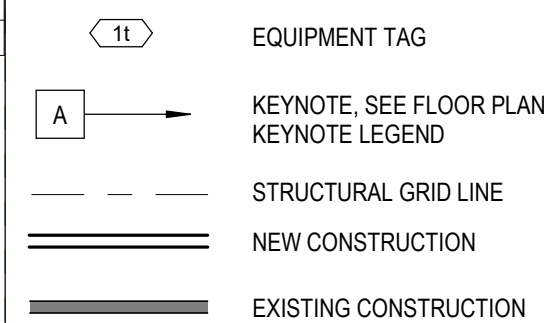 1t EQUIPMENT TAG
A KEYNOTE, SEE FLOOR PLAN
KEYNOTE LEGEND
STRUCTURAL GRID LINE
NEW CONSTRUCTION
EXISTING CONSTRUCTION